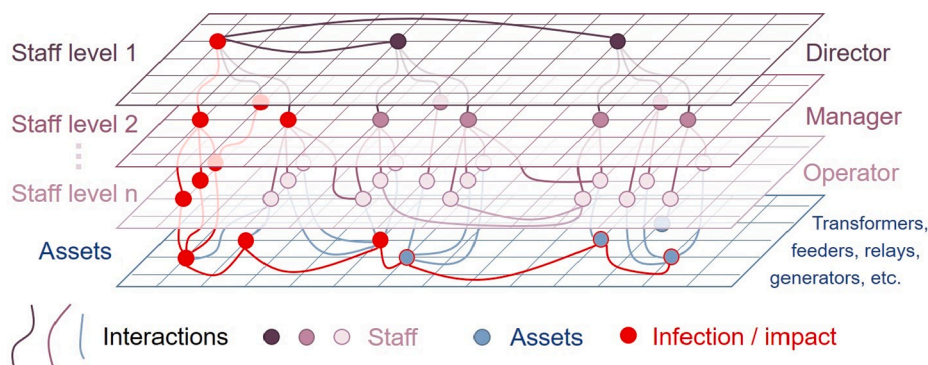 Staff level 1
Director
Staff level 2
Manager
Staff level n
Operator
Assets
Transformers,
feeders, relays,
generators, etc.
Interactions
Staff
Assets
Infection / impact